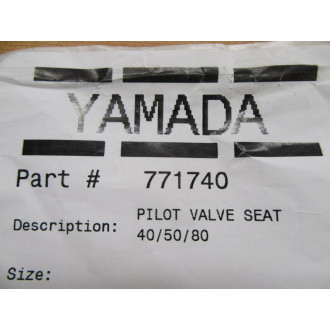 YAMADA
Part # 771740
Description: PILOT VALVE SEAT
40/50/80
Size: